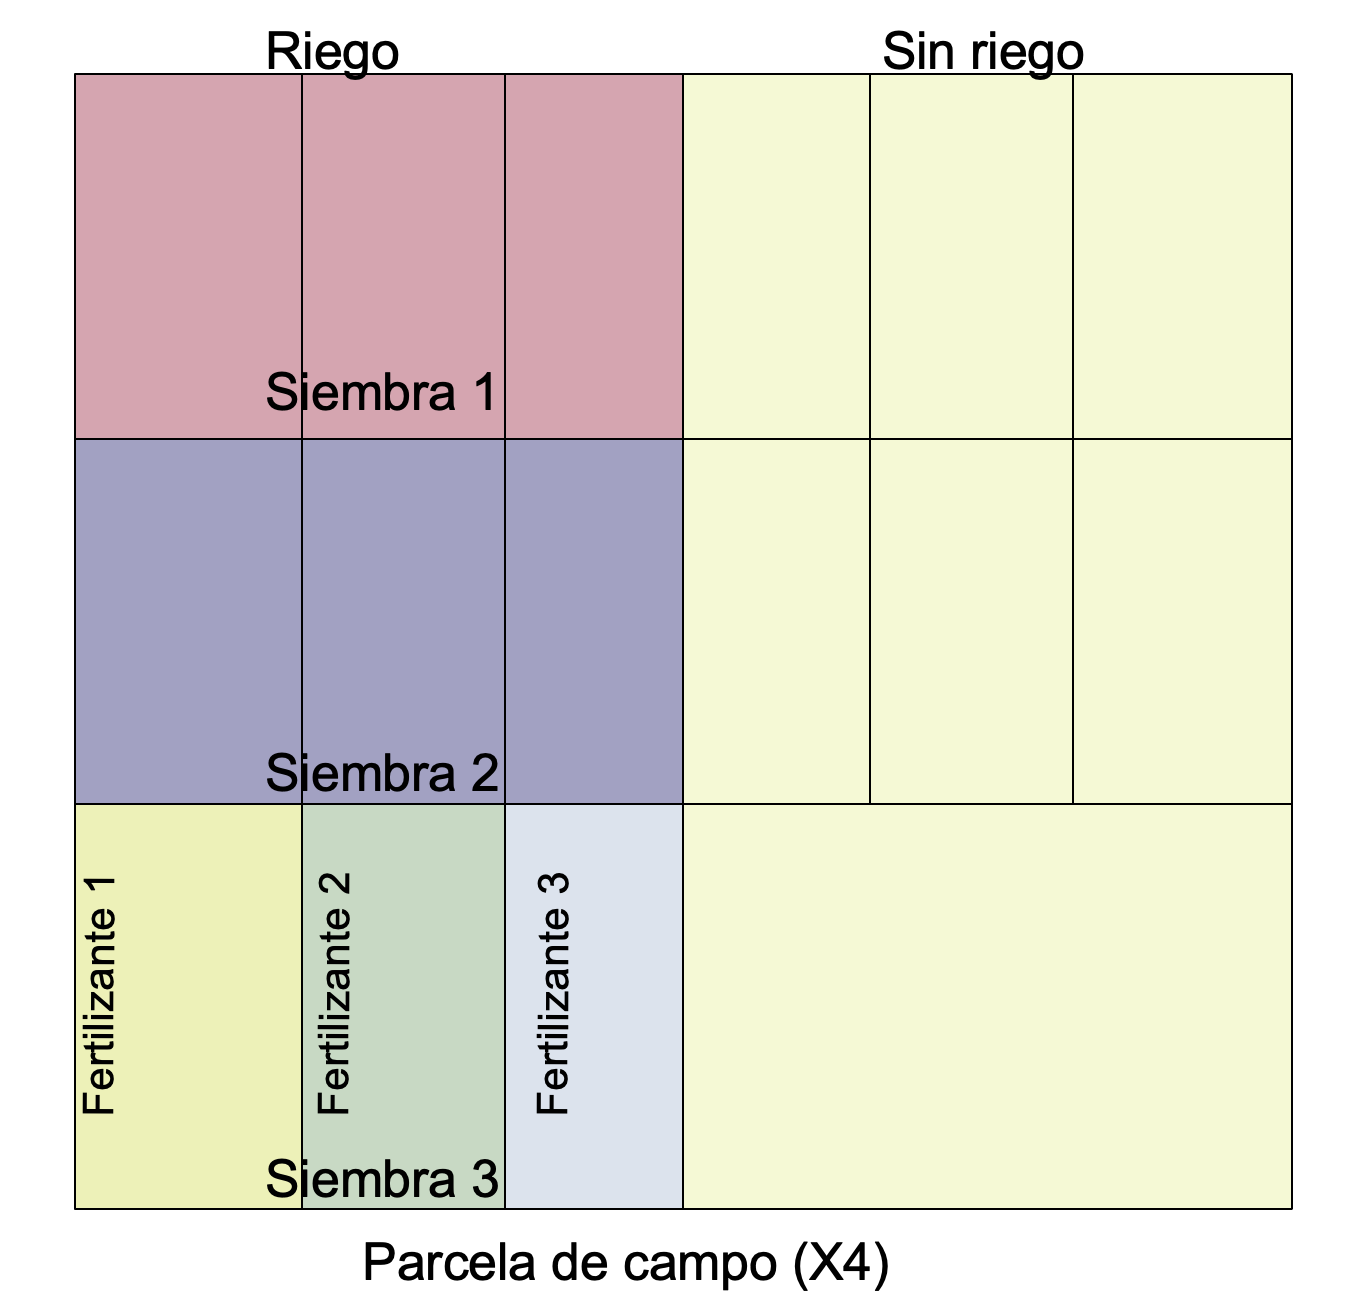 Riego
Sin riego
Siembra 1
Siembra 2
Fertilizante 1
Fertilizante 2
Fertilizante 3
Siembra 3
Parcela de campo (X4)